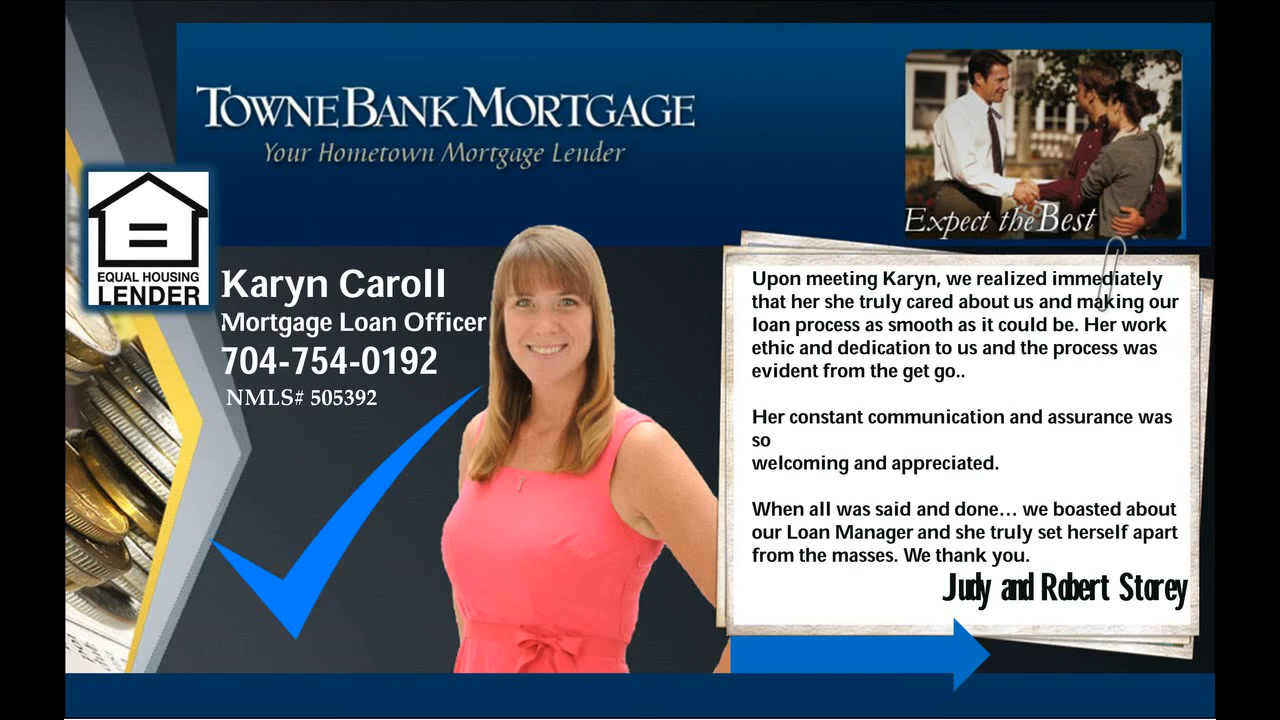 TOWNEBANK MORTGAGE
Your Hometown Mortgage Lender
Expect the Best
EQUAL HOUSING
LENDER
Karyn Caroll
Mortgage Loan Officer
704-754-0192
NMLS# 505392
Upon meeting Karyn, we realized immediately
that her she truly cared about us and making our
loan process as smooth as it could be. Her work
ethic and dedication to us and the process was
evident from the get go..
Her constant communication and assurance was
so
welcoming and appreciated.
When all was said and done... we boasted about
our Loan Manager and she truly set herself apart
from the masses. We thank you.
Judy and Robert Storey